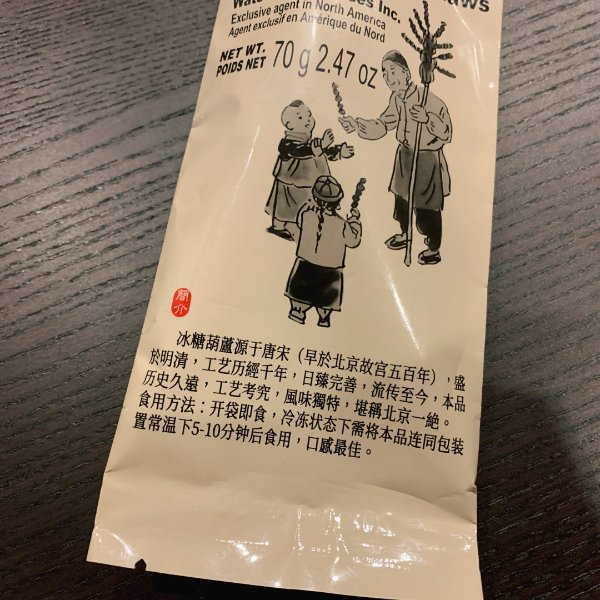 Inc.
Exclusive agent in North America
Agent exclusif en Amérique du Nord
NET WT.
POIDS NET
70 g 2.47 oz
簡介
冰糖葫蘆源于唐宋（早於北京故宫五百年），盛
於明清，工艺历經千年，日臻完善，流传至今，本品
历史久遠，工艺考究，風味獨特，堪稱北京一絶。
食用方法：开袋即食，冷冻状态下需将本品连同包装
置常温下5-10分钟后食用，口感最佳。